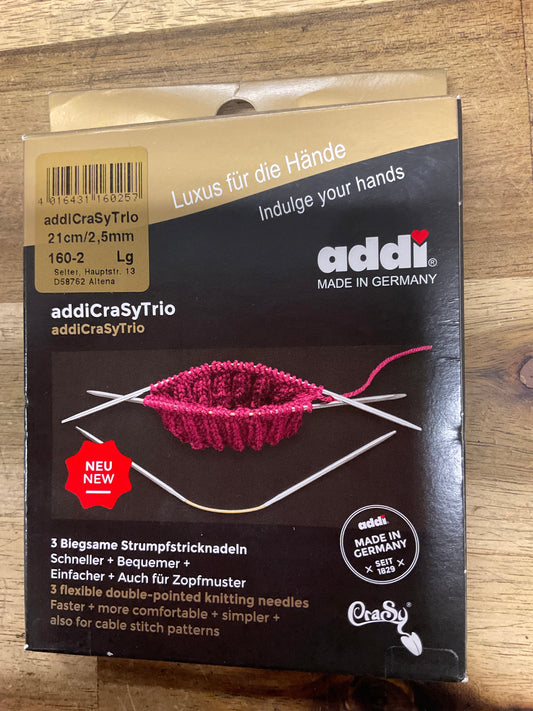 Luxus für die Hände
Indulge your hands
4 016431 160257
addiCraSyTrio
21cm/2,5mm
160-2 Lg
Selter, Hauptstr. 13
D58762 Altena
addi®
MADE IN GERMANY
addiCraSyTrio
addiCraSyTrio
NEU
NEW
3 Biegsame Strumpfstricknadeln
Schneller + Bequemer +
Einfacher + Auch für Zopfmuster
3 flexible double-pointed knitting needles
Faster + more comfortable + simpler +
also for cable stitch patterns
addi
MADE IN
GERMANY
SEIT
1829
CraSy®